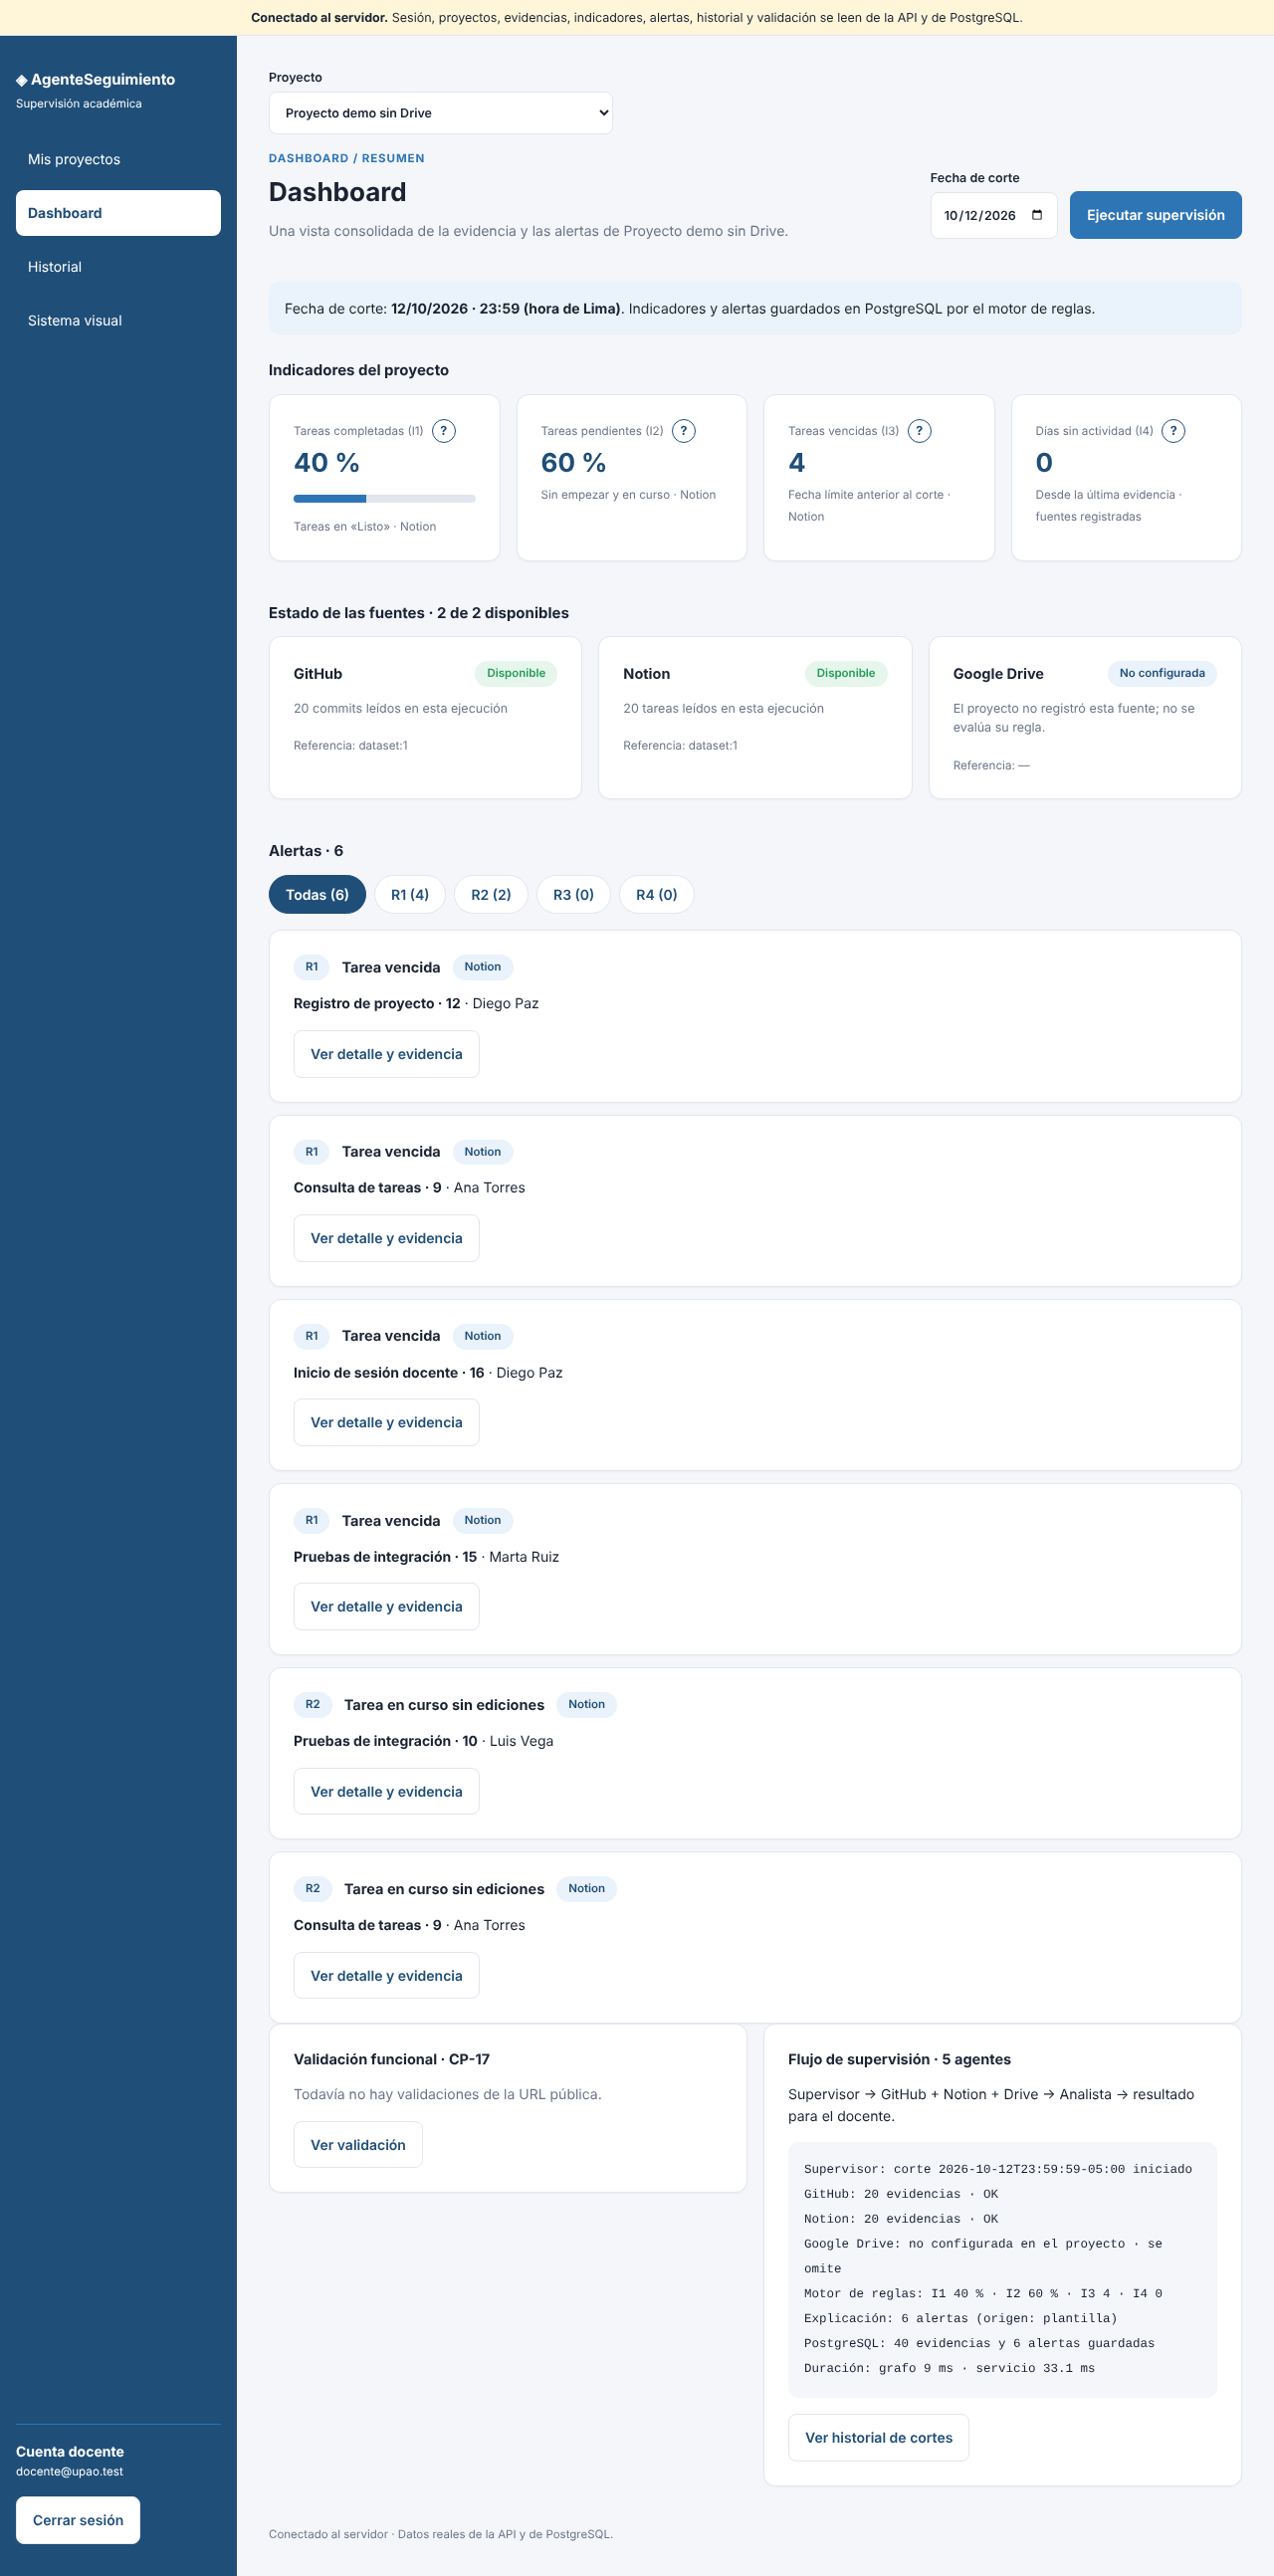 Conectado al servidor. Sesión, proyectos, evidencias, indicadores, alertas, historial y validación se leen de la API y de PostgreSQL.
◈ AgenteSeguimiento
Supervisión académica
Mis proyectos
Dashboard
Historial
Sistema visual
Cuenta docente
docente@upao.test
Cerrar sesión
Proyecto
Proyecto demo sin Drive
DASHBOARD / RESUMEN
Dashboard
Una vista consolidada de la evidencia y las alertas de Proyecto demo sin Drive.
Fecha de corte
10/12/2026
Ejecutar supervisión
Fecha de corte: 12/10/2026 · 23:59 (hora de Lima). Indicadores y alertas guardados en PostgreSQL por el motor de reglas.
Indicadores del proyecto
Tareas completadas (I1) ?
40 %
Tareas en «Listo» · Notion
Tareas pendientes (I2) ?
60 %
Sin empezar y en curso · Notion
Tareas vencidas (I3) ?
4
Fecha límite anterior al corte ·
Notion
Días sin actividad (I4) ?
0
Desde la última evidencia ·
fuentes registradas
Estado de las fuentes · 2 de 2 disponibles
GitHub Disponible
20 commits leídos en esta ejecución
Referencia: dataset:1
Notion Disponible
20 tareas leídos en esta ejecución
Referencia: dataset:1
Google Drive No configurada
El proyecto no registró esta fuente; no se
evalúa su regla.
Referencia: —
Alertas · 6
Todas (6) R1 (4) R2 (2) R3 (0) R4 (0)
R1 Tarea vencida Notion
Registro de proyecto · 12 · Diego Paz
Ver detalle y evidencia
R1 Tarea vencida Notion
Consulta de tareas · 9 · Ana Torres
Ver detalle y evidencia
R1 Tarea vencida Notion
Inicio de sesión docente · 16 · Diego Paz
Ver detalle y evidencia
R1 Tarea vencida Notion
Pruebas de integración · 15 · Marta Ruiz
Ver detalle y evidencia
R2 Tarea en curso sin ediciones Notion
Pruebas de integración · 10 · Luis Vega
Ver detalle y evidencia
R2 Tarea en curso sin ediciones Notion
Consulta de tareas · 9 · Ana Torres
Ver detalle y evidencia
Validación funcional · CP-17
Todavía no hay validaciones de la URL pública.
Ver validación
Flujo de supervisión · 5 agentes
Supervisor → GitHub + Notion + Drive → Analista → resultado
para el docente.
Supervisor: corte 2026-10-12T23:59:59-05:00 iniciado
GitHub: 20 evidencias · OK
Notion: 20 evidencias · OK
Google Drive: no configurada en el proyecto · se
omite
Motor de reglas: I1 40 % · I2 60 % · I3 4 · I4 0
Explicación: 6 alertas (origen: plantilla)
PostgreSQL: 40 evidencias y 6 alertas guardadas
Duración: grafo 9 ms · servicio 33.1 ms
Ver historial de cortes
Conectado al servidor · Datos reales de la API y de PostgreSQL.